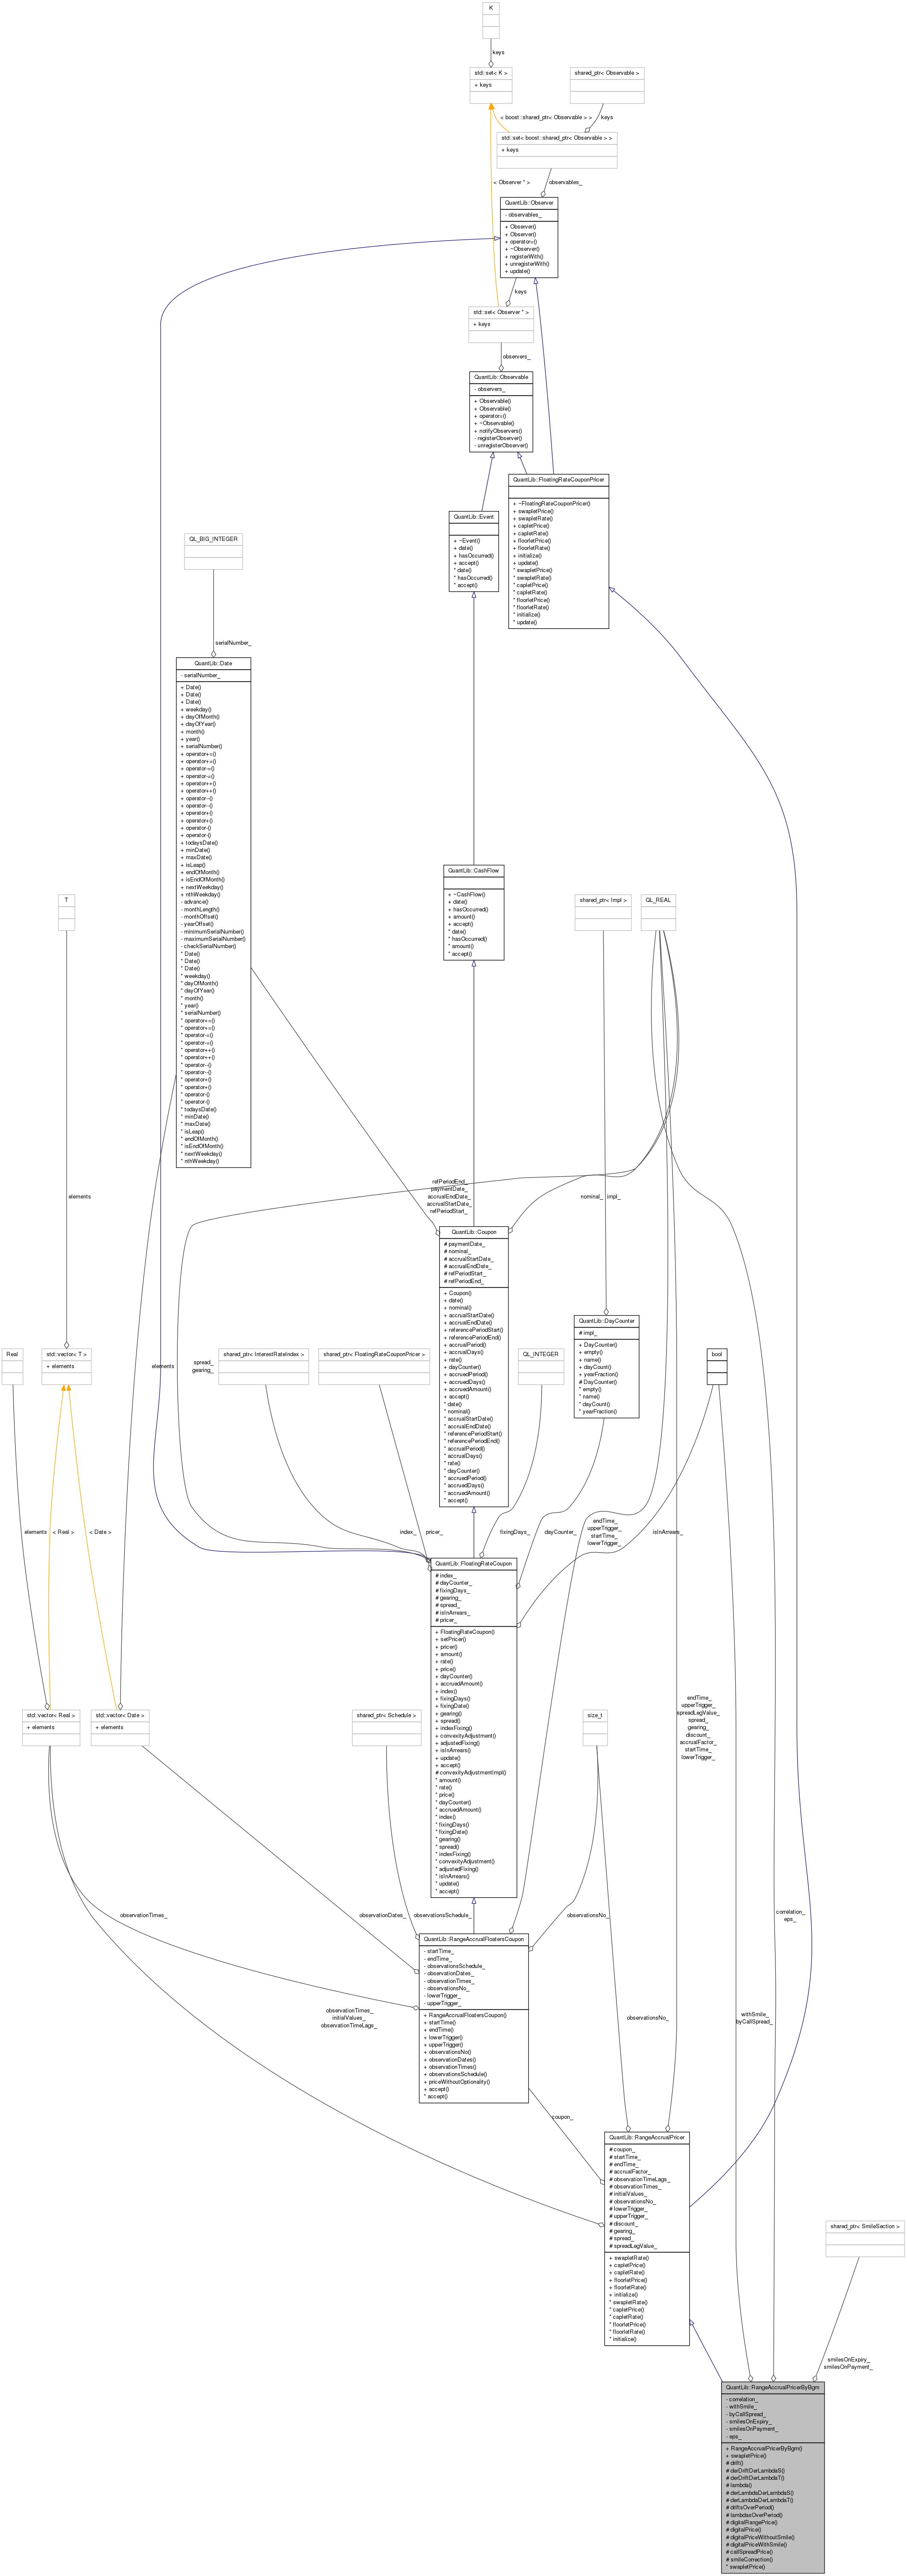 K
keys
std::set< K >
+ keys
shared_ptr< Observable >
< boost::shared_ptr< Observable > >
keys
std::set< boost::shared_ptr< Observable > >
+ keys
< Observer * >
observables_
QuantLib::Observer
- observables_
+ Observer()
+ Observer()
+ operator=()
+ ~Observer()
+ registerWith()
+ unregisterWith()
+ update()
keys
std::set< Observer * >
+ keys
observers_
QuantLib::Observable
- observers_
+ Observable()
+ Observable()
+ operator=()
+ ~Observable()
+ notifyObservers()
- registerObserver()
- unregisterObserver()
QuantLib::FloatingRateCouponPricer
+ ~FloatingRateCouponPricer()
+ swapletPrice()
+ swapletRate()
+ capletPrice()
+ capletRate()
+ floorletPrice()
+ floorletRate()
+ initialize()
+ update()
* swapletPrice()
* swapletRate()
* capletPrice()
* capletRate()
* floorletPrice()
* floorletRate()
* initialize()
* update()
QuantLib::Event
+ ~Event()
+ date()
+ hasOccurred()
+ accept()
* date()
* hasOccurred()
* accept()
QL_BIG_INTEGER
serialNumber_
QuantLib::Date
- serialNumber_
+ Date()
+ Date()
+ Date()
+ weekday()
+ dayOfMonth()
+ dayOfYear()
+ month()
+ year()
+ serialNumber()
+ operator+=()
+ operator+=()
+ operator-=()
+ operator-=()
+ operator++()
+ operator++()
+ operator--()
+ operator--()
+ operator+()
+ operator+()
+ operator-()
+ operator-()
+ todaysDate()
+ minDate()
+ maxDate()
+ isLeap()
+ endOfMonth()
+ isEndOfMonth()
+ nextWeekday()
+ nthWeekday()
- advance()
- monthLength()
- monthOffset()
- yearOffset()
- minimumSerialNumber()
- maximumSerialNumber()
- checkSerialNumber()
* Date()
* Date()
* Date()
* weekday()
* dayOfMonth()
* dayOfYear()
* month()
* year()
* serialNumber()
* operator+=()
* operator+=()
* operator-=()
* operator-=()
* operator++()
* operator++()
* operator--()
* operator--()
* operator+()
* operator+()
* operator-()
* operator-()
* todaysDate()
* minDate()
* maxDate()
* isLeap()
* endOfMonth()
* isEndOfMonth()
* nextWeekday()
* nthWeekday()
QuantLib::CashFlow
+ ~CashFlow()
+ date()
+ hasOccurred()
+ amount()
+ accept()
* date()
* hasOccurred()
* amount()
* accept()
T
shared_ptr< Impl >
QL_REAL
elements
refPeriodEnd_
paymentDate_
accrualEndDate_
accrualStartDate_
refPeriodStart_
nominal_
impl_
QuantLib::Coupon
# paymentDate_
# nominal_
# accrualStartDate_
# accrualEndDate_
# refPeriodStart_
# refPeriodEnd_
+ Coupon()
+ date()
+ nominal()
+ accrualStartDate()
+ accrualEndDate()
+ referencePeriodStart()
+ referencePeriodEnd()
+ accrualPeriod()
+ accrualDays()
+ rate()
+ dayCounter()
+ accruedPeriod()
+ accruedDays()
+ accruedAmount()
+ accept()
* date()
* nominal()
* accrualStartDate()
* accrualEndDate()
* referencePeriodStart()
* referencePeriodEnd()
* accrualPeriod()
* accrualDays()
* rate()
* dayCounter()
* accruedPeriod()
* accruedDays()
* accruedAmount()
* accept()
QuantLib::DayCounter
# impl_
+ DayCounter()
+ empty()
+ name()
+ dayCount()
+ yearFraction()
# DayCounter()
* empty()
* name()
* dayCount()
* yearFraction()
Real
std::vector< T >
+ elements
elements
spread_
gearing_
shared_ptr< InterestRateIndex >
shared_ptr< FloatingRateCouponPricer >
QL_INTEGER
bool
elements
< Real >
< Date >
index_
pricer_
fixingDays_
dayCounter_
endTime_
upperTrigger_
startTime_
lowerTrigger_
isInArrears_
QuantLib::FloatingRateCoupon
# index_
# dayCounter_
# fixingDays_
# gearing_
# spread_
# isInArrears_
# pricer_
+ FloatingRateCoupon()
+ setPricer()
+ pricer()
+ amount()
+ rate()
+ price()
+ dayCounter()
+ accruedAmount()
+ index()
+ fixingDays()
+ fixingDate()
+ gearing()
+ spread()
+ indexFixing()
+ convexityAdjustment()
+ adjustedFixing()
+ isInArrears()
+ update()
+ accept()
# convexityAdjustmentImpl()
* amount()
* rate()
* price()
* dayCounter()
* accruedAmount()
* index()
* fixingDays()
* fixingDate()
* gearing()
* spread()
* indexFixing()
* convexityAdjustment()
* adjustedFixing()
* isInArrears()
* update()
* accept()
std::vector< Real >
+ elements
std::vector< Date >
+ elements
shared_ptr< Schedule >
size_t
endTime_
upperTrigger_
spreadLegValue_
spread_
gearing_
discount_
accrualFactor_
startTime_
lowerTrigger_
observationTimes_
observationDates_
observationsSchedule_
observationsNo_
correlation_
eps_
QuantLib::RangeAccrualFloatersCoupon
- startTime_
- endTime_
- observationsSchedule_
- observationDates_
- observationTimes_
- observationsNo_
- lowerTrigger_
- upperTrigger_
+ RangeAccrualFloatersCoupon()
+ startTime()
+ endTime()
+ lowerTrigger()
+ upperTrigger()
+ observationsNo()
+ observationDates()
+ observationTimes()
+ observationsSchedule()
+ priceWithoutOptionality()
+ accept()
* accept()
observationTimes_
initialValues_
observationTimeLags_
observationsNo_
withSmile_
byCallSpread_
coupon_
QuantLib::RangeAccrualPricer
# coupon_
# startTime_
# endTime_
# accrualFactor_
# observationTimeLags_
# observationTimes_
# initialValues_
# observationsNo_
# lowerTrigger_
# upperTrigger_
# discount_
# gearing_
# spread_
# spreadLegValue_
+ swapletRate()
+ capletPrice()
+ capletRate()
+ floorletPrice()
+ floorletRate()
+ initialize()
* swapletRate()
* capletPrice()
* capletRate()
* floorletPrice()
* floorletRate()
* initialize()
shared_ptr< SmileSection >
smilesOnExpiry_
smilesOnPayment_
QuantLib::RangeAccrualPricerByBgm
- correlation_
- withSmile_
- byCallSpread_
- smilesOnExpiry_
- smilesOnPayment_
- eps_
+ RangeAccrualPricerByBgm()
+ swapletPrice()
# drift()
# derDriftDerLambdaS()
# derDriftDerLambdaT()
# lambda()
# derLambdaDerLambdaS()
# derLambdaDerLambdaT()
# driftsOverPeriod()
# lambdasOverPeriod()
# digitalRangePrice()
# digitalPrice()
# digitalPriceWithoutSmile()
# digitalPriceWithSmile()
# callSpreadPrice()
# smileCorrection()
* swapletPrice()